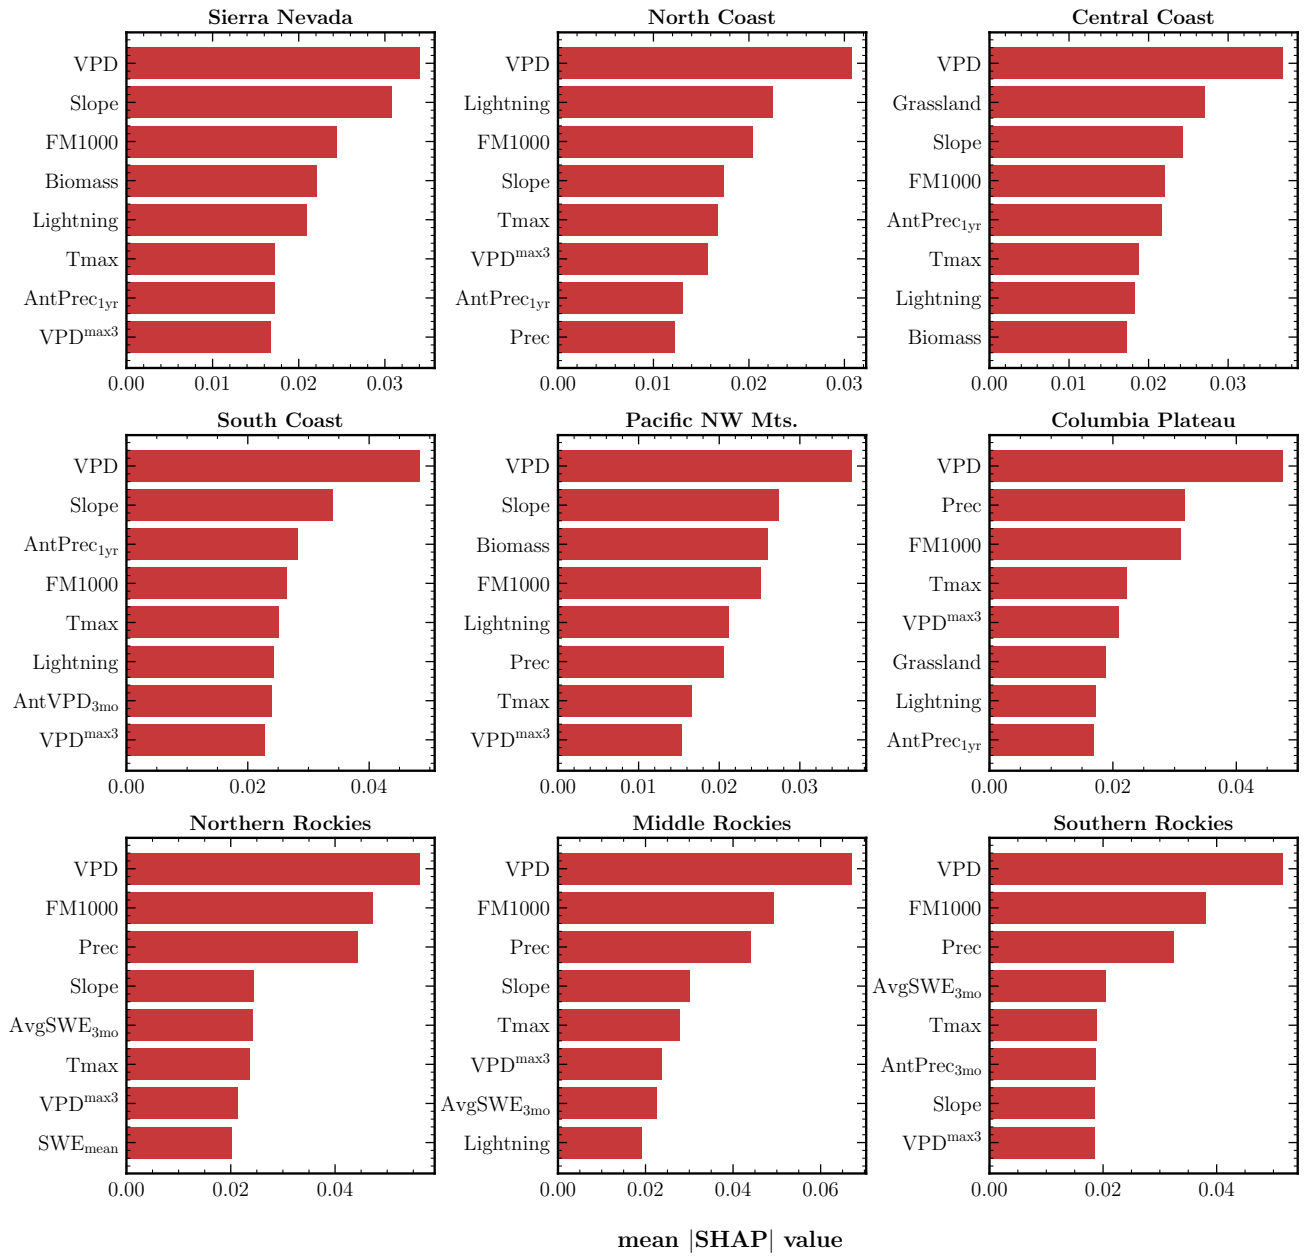 Sierra Nevada
VPD
Slope
FM1000
Biomass
Lightning
Tmax
AntPrec1yr
VPDmax3
0.00 0.01 0.02 0.03
North Coast
VPD
Lightning
FM1000
Slope
Tmax
VPDmax3
AntPrec1yr
Prec
0.00 0.01 0.02 0.03
Central Coast
VPD
Grassland
Slope
FM1000
AntPrec1yr
Tmax
Lightning
Biomass
0.00 0.01 0.02 0.03
South Coast
VPD
Slope
AntPrec1yr
FM1000
Tmax
Lightning
AntVPD3mo
VPDmax3
0.00 0.02 0.04
Pacific NW Mts.
VPD
Slope
Biomass
FM1000
Lightning
Prec
Tmax
VPDmax3
0.00 0.01 0.02 0.03
Columbia Plateau
VPD
Prec
FM1000
Tmax
VPDmax3
Grassland
Lightning
AntPrec1yr
0.00 0.02 0.04
Northern Rockies
VPD
FM1000
Prec
Slope
AvgSWE3mo
Tmax
VPDmax3
SWEmean
0.00 0.02 0.04
Middle Rockies
VPD
FM1000
Prec
Slope
Tmax
VPDmax3
AvgSWE3mo
Lightning
0.00 0.02 0.04 0.06
Southern Rockies
VPD
FM1000
Prec
AvgSWE3mo
Tmax
AntPrec3mo
Slope
VPDmax3
0.00 0.02 0.04
mean |SHAP| value